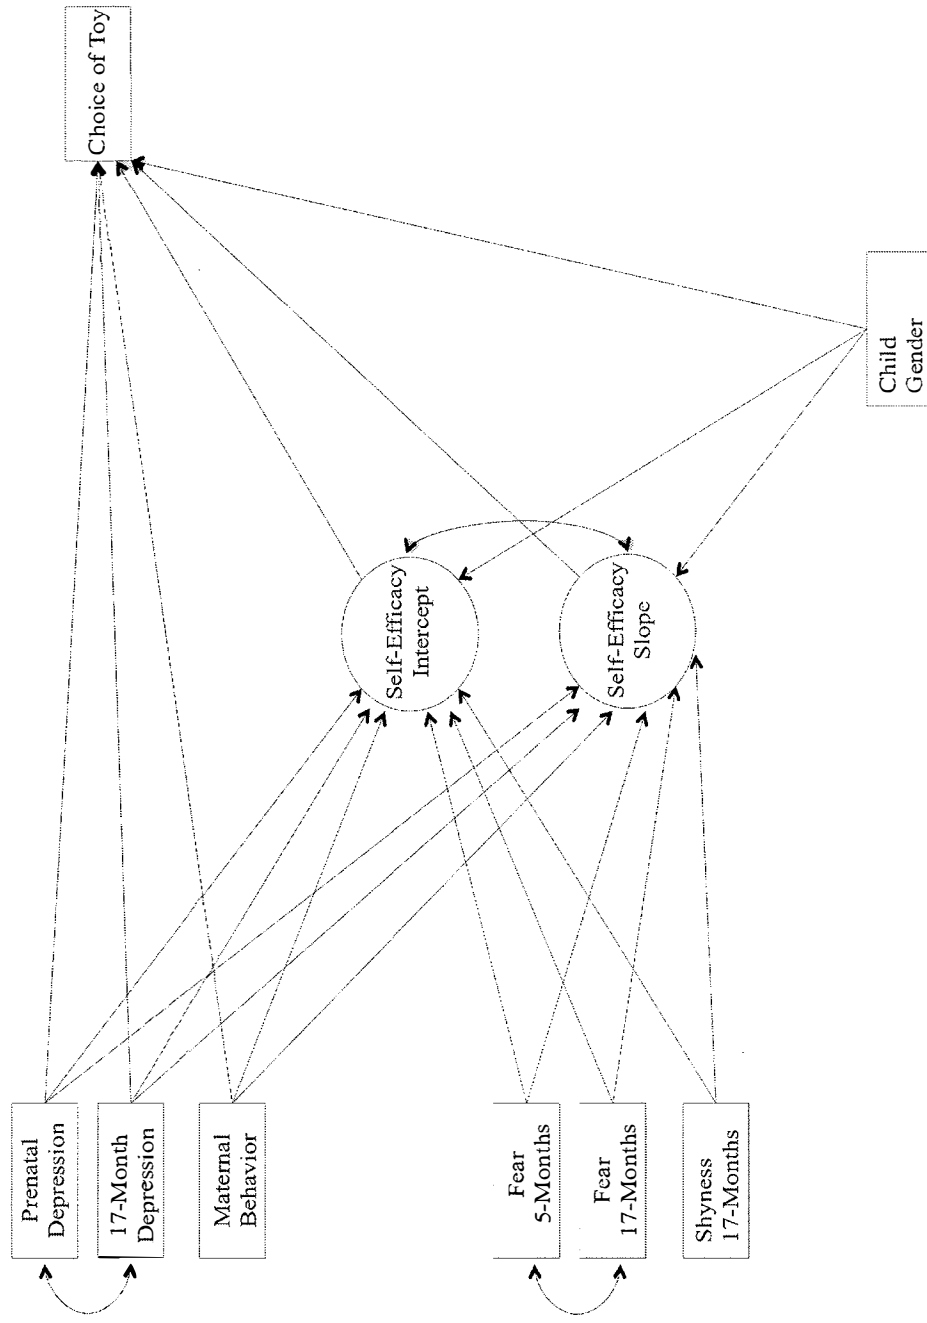 Prenatal
Depression
17-Month
Depression
Maternal
Behavior
Fear
5-Months
Fear
17-Months
Shyness
17-Months
Self-Efficacy
Intercept
Self-Efficacy
Slope
Child
Gender
Choice of Toy